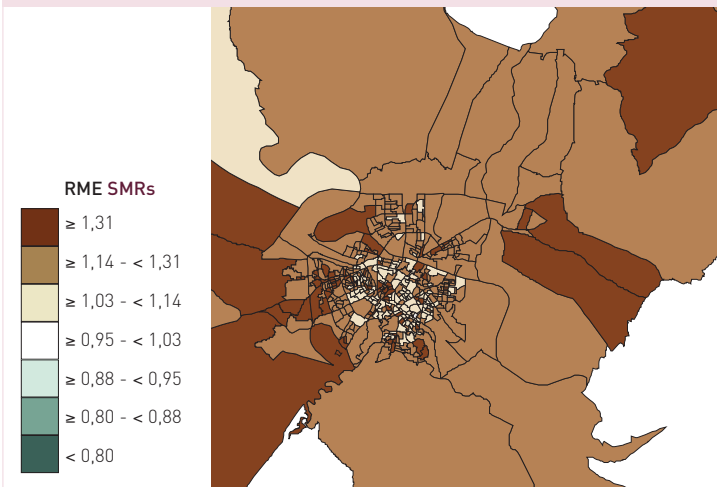 RME SMRs
≥ 1,31
≥ 1,14 - < 1,31
≥ 1,03 - < 1,14
≥ 0,95 - < 1,03
≥ 0,88 - < 0,95
≥ 0,80 - < 0,88
< 0,80